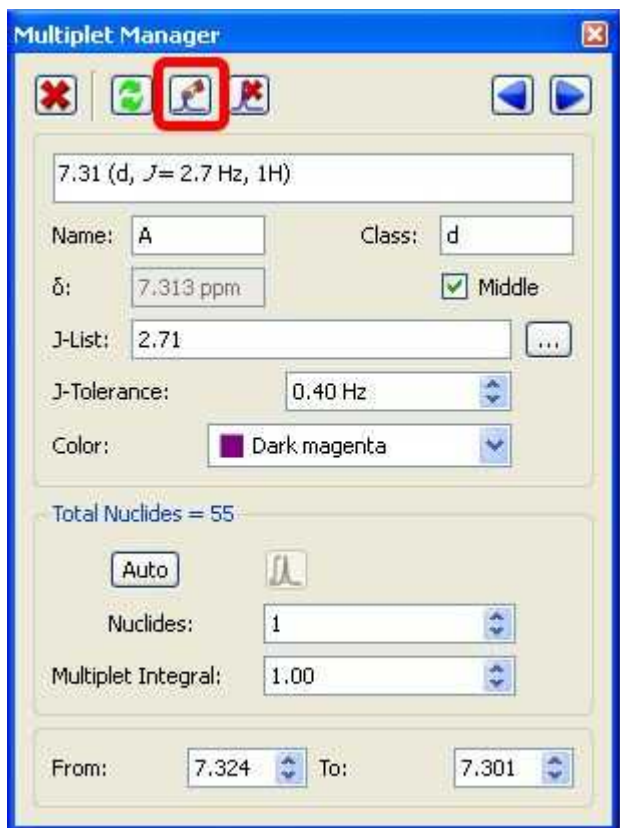 Multiplet Manager
7.31 (d, J= 2.7 Hz, 1H)
Name: A Class: d
δ: 7.313 ppm Middle
J-List: 2.71 ...
J-Tolerance: 0.40 Hz
Color: Dark magenta
Total Nuclides = 55
Auto
Nuclides: 1
Multiplet Integral: 1.00
From: 7.324 To: 7.301